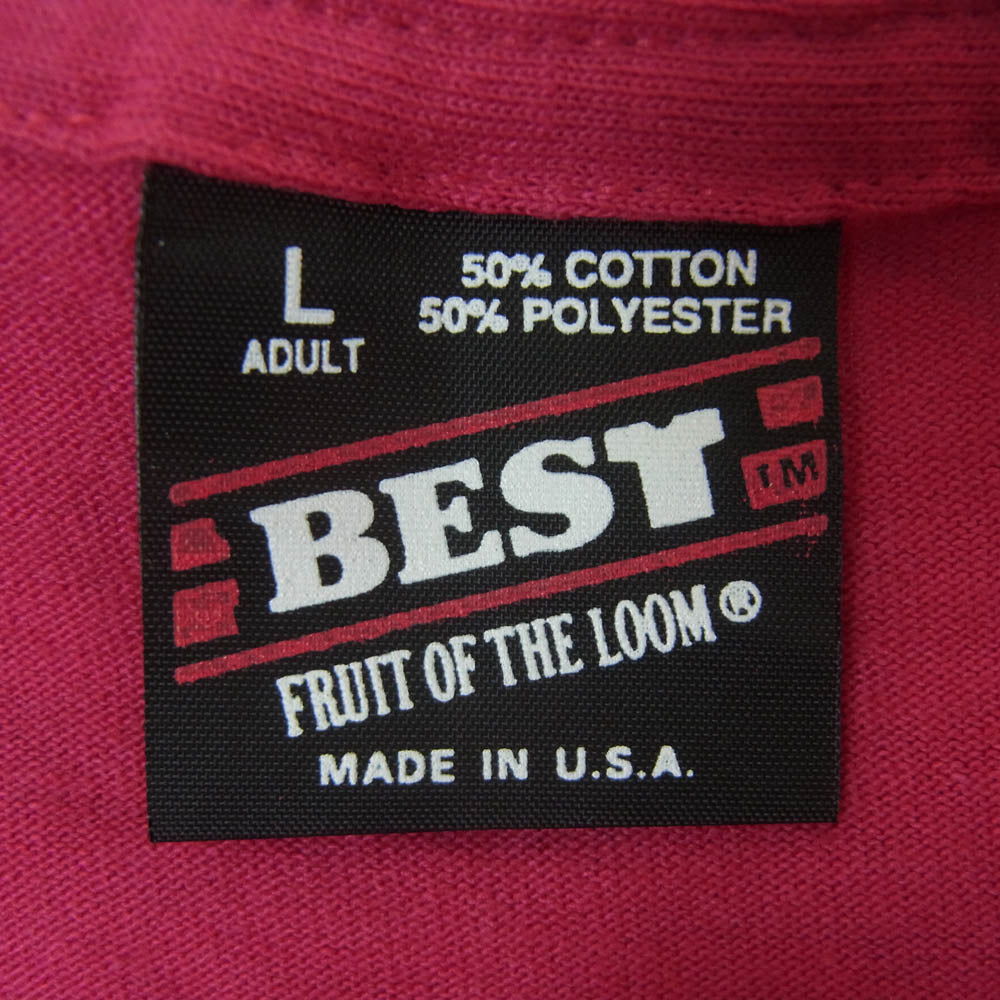 L
ADULT
50% COTTON
50% POLYESTER
BEST
TM
FRUIT OF THE LOOM®
MADE IN U.S.A.